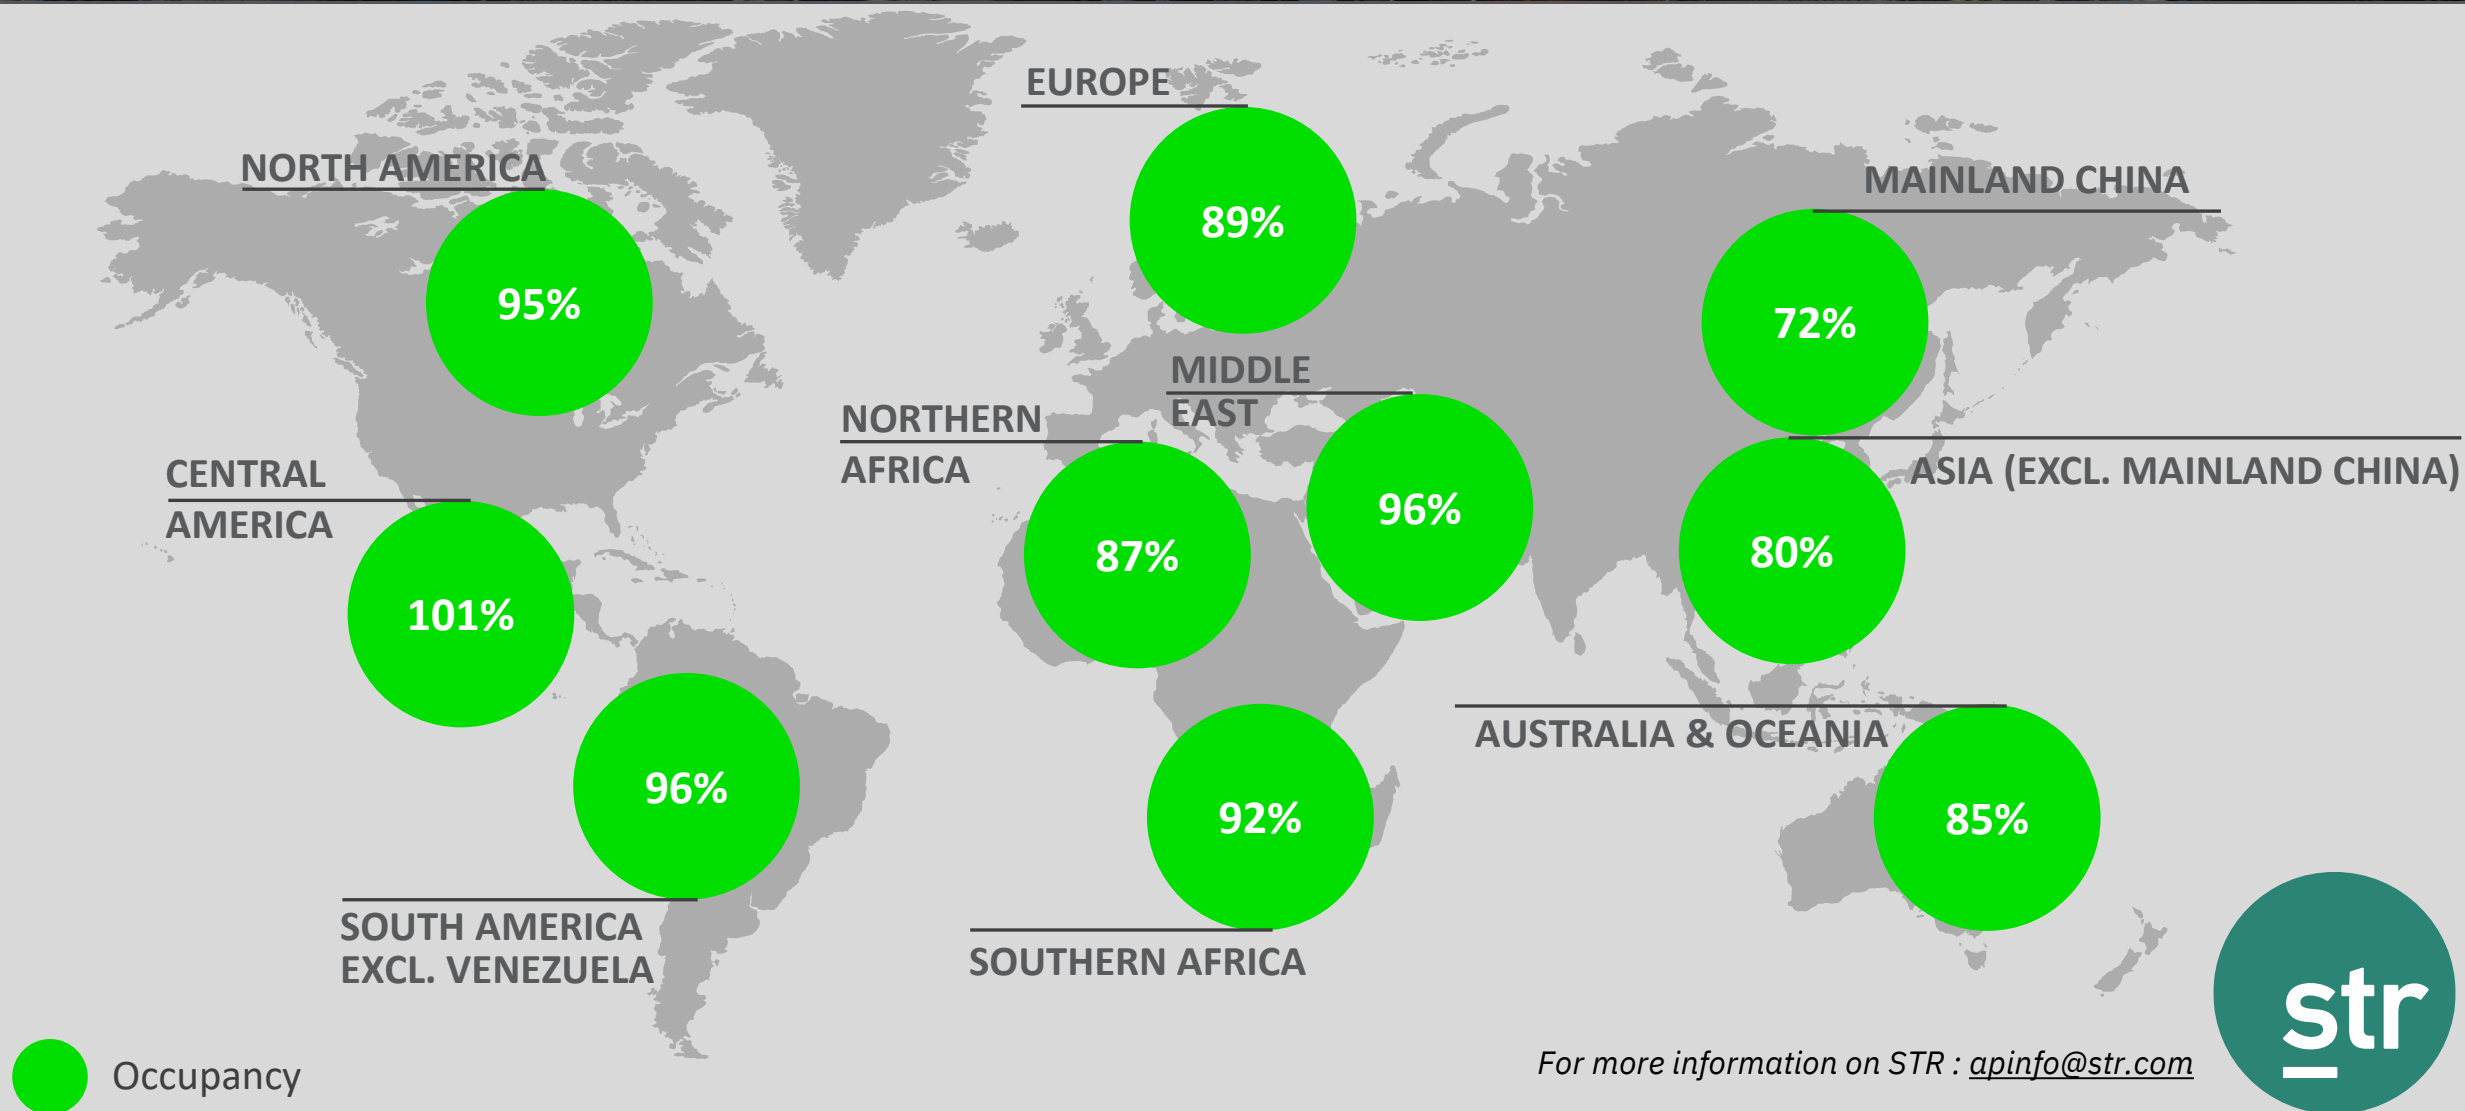 EUROPE
89%
NORTH AMERICA
95%
MAINLAND CHINA
72%
MIDDLE
EAST
96%
NORTHERN
AFRICA
87%
CENTRAL
AMERICA
101%
ASIA (EXCL. MAINLAND CHINA)
80%
96%
SOUTH AMERICA
EXCL. VENEZUELA
92%
SOUTHERN AFRICA
AUSTRALIA & OCEANIA
85%
Occupancy
For more information on STR : apinfo@str.com
str